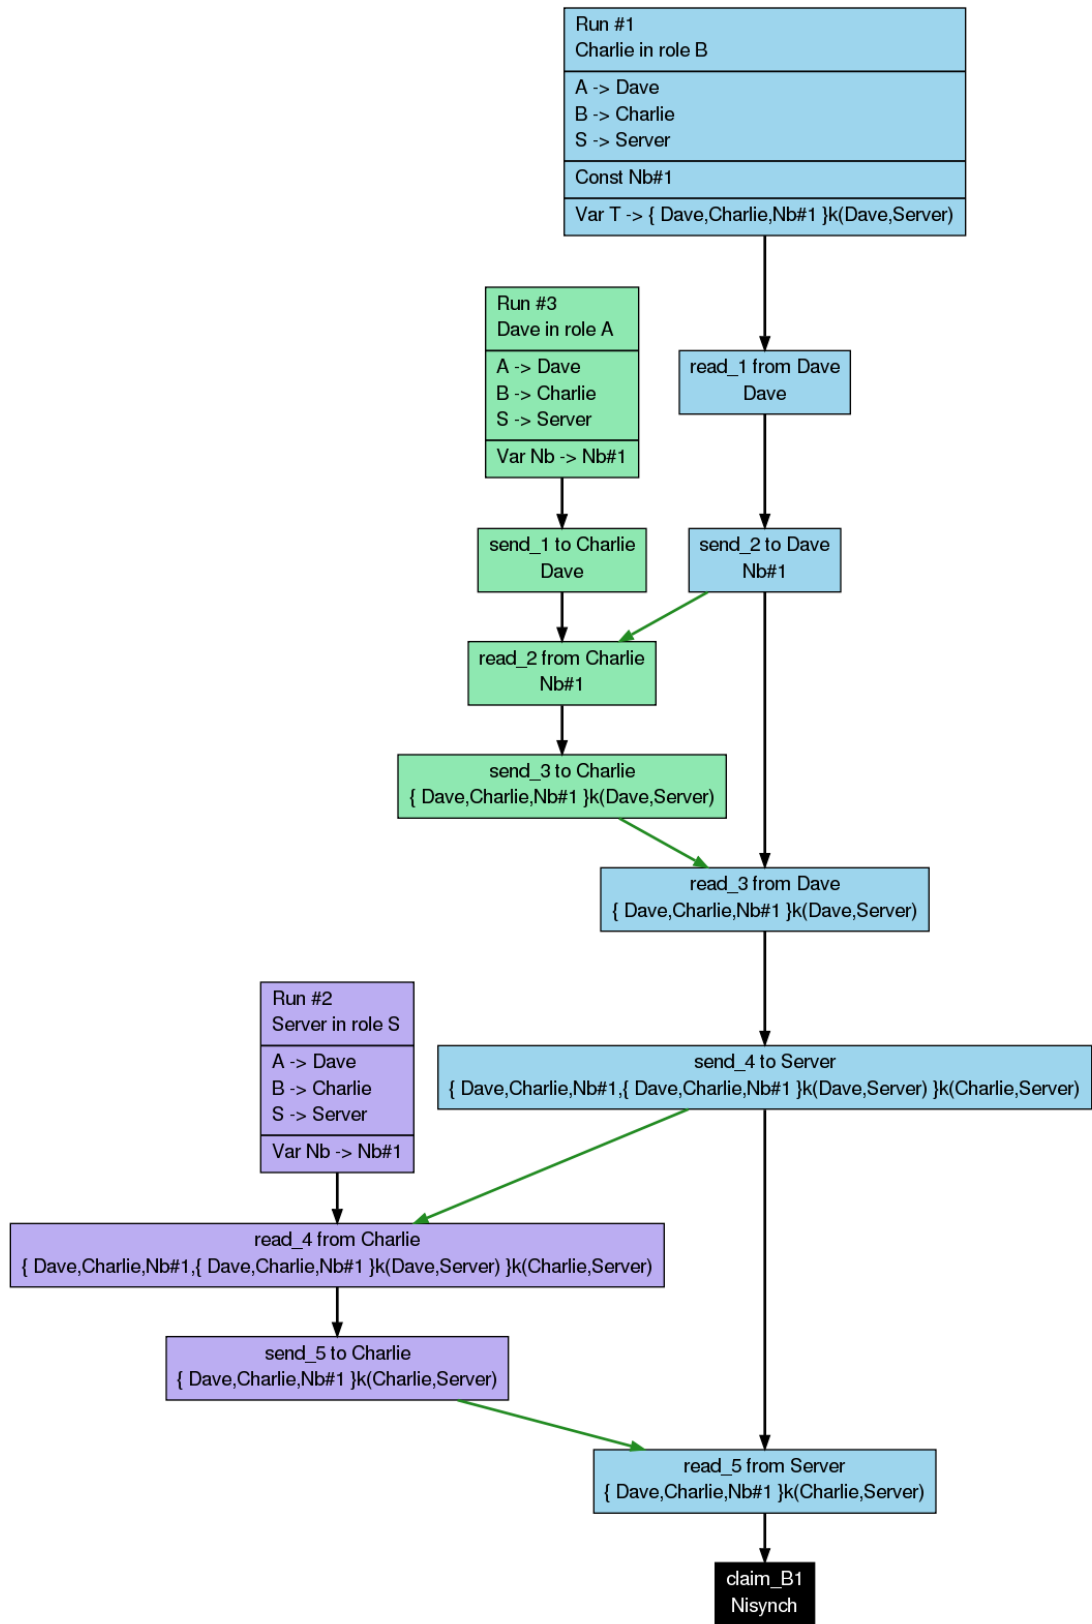 Run #1
Charlie in role B
A -> Dave
B -> Charlie
S -> Server
Const Nb#1
Var T -> { Dave,Charlie,Nb#1 }k(Dave,Server)
Run #3
Dave in role A
A -> Dave
B -> Charlie
S -> Server
Var Nb -> Nb#1
read_1 from Dave
Dave
send_1 to Charlie
Dave
send_2 to Dave
Nb#1
read_2 from Charlie
Nb#1
send_3 to Charlie
{ Dave,Charlie,Nb#1 }k(Dave,Server)
read_3 from Dave
{ Dave,Charlie,Nb#1 }k(Dave,Server)
Run #2
Server in role S
A -> Dave
B -> Charlie
S -> Server
Var Nb -> Nb#1
send_4 to Server
{ Dave,Charlie,Nb#1,{ Dave,Charlie,Nb#1 }k(Dave,Server) }k(Charlie,Server)
read_4 from Charlie
{ Dave,Charlie,Nb#1,{ Dave,Charlie,Nb#1 }k(Dave,Server) }k(Charlie,Server)
send_5 to Charlie
{ Dave,Charlie,Nb#1 }k(Charlie,Server)
read_5 from Server
{ Dave,Charlie,Nb#1 }k(Charlie,Server)
claim_B1
Nisynch